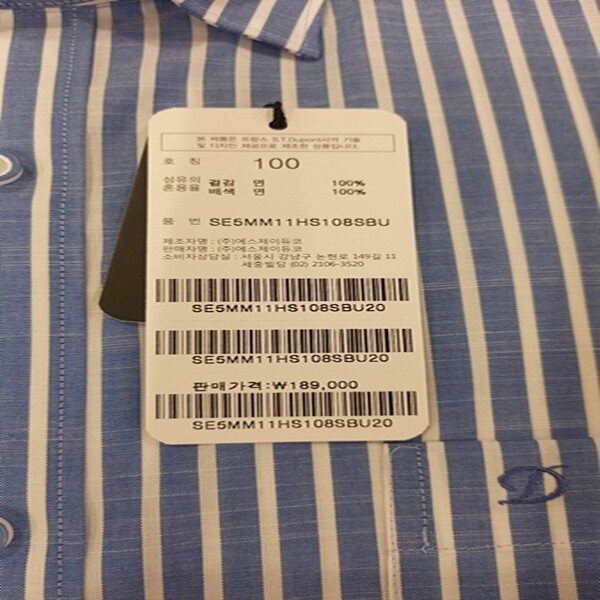 본 제품은 프랑스 S.T.Dupont사의 기술
및 디자인 제공으로 제조한 상품입니다.
호 칭 100
섬유의 겉감 면 100%
혼용율 배색 면 100%
품 번 SE5MM11HS108SBU
제조자명 : (주)에스제이듀코
판매자명 : (주)에스제이듀코
소비자상담실 : 서울시 강남구 논현로 149길 11
세중빌딩 (02) 2106-3520
SE5MM11HS108SBU20
SE5MM11HS108SBU20
판매가격:₩189,000
SE5MM11HS108SBU20
D